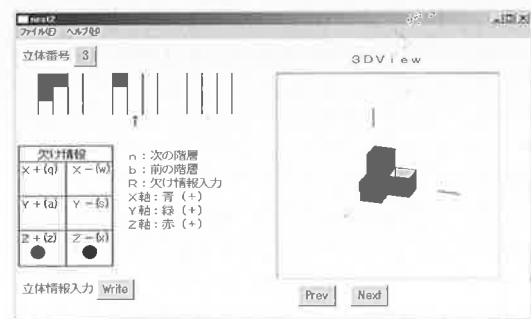 nest2
ファイル(F) ヘルプ(H)
立体番号 3
3DView
欠け情報
X+(q) X-(w)
Y+(a) Y-(s)
Z+(z) Z-(x)
n:次の階層
b:前の階層
R:欠け情報入力
X軸:青(+)
Y軸:緑(+)
Z軸:赤(+)
立体情報入力 Write
Prev Next